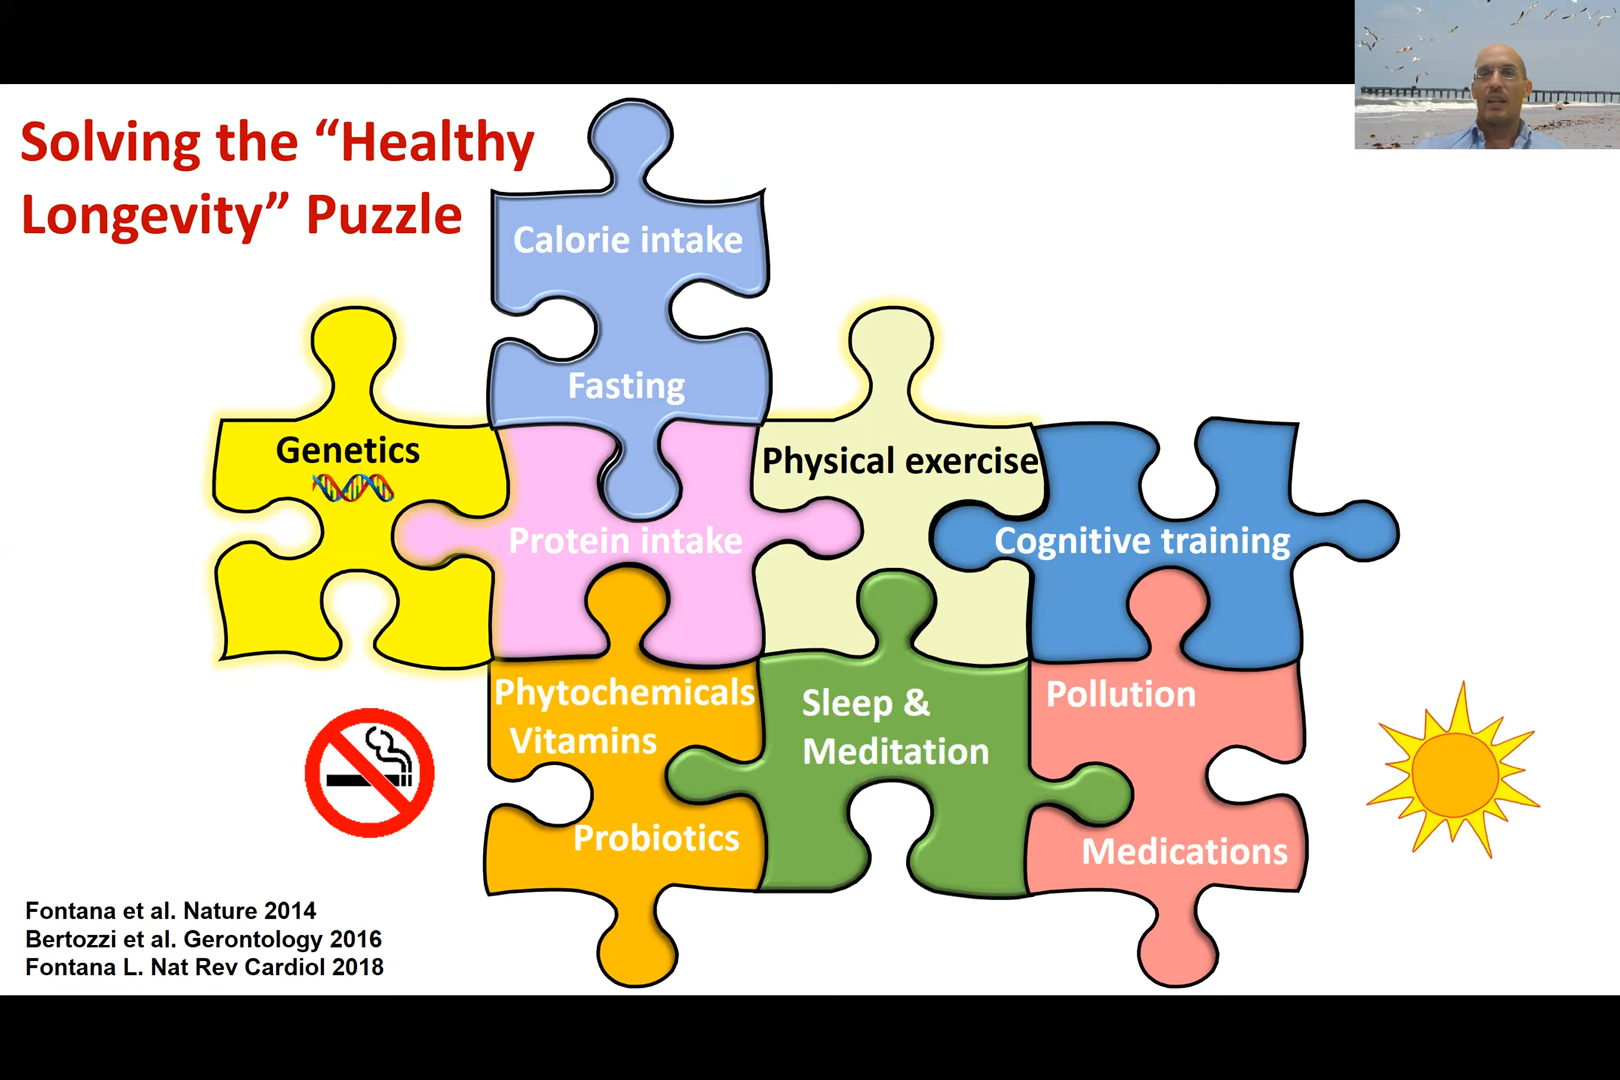 Solving the “Healthy
Longevity” Puzzle
Calorie intake
Fasting
Genetics
Physical exercise
Protein intake
Cognitive training
Phytochemicals
Vitamins
Probiotics
Sleep &
Meditation
Pollution
Medications
Fontana et al. Nature 2014
Bertozzi et al. Gerontology 2016
Fontana L. Nat Rev Cardiol 2018